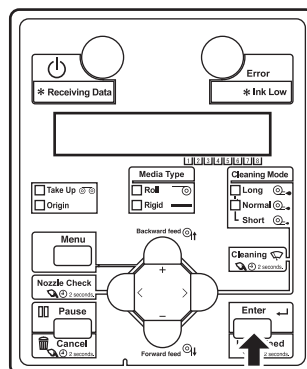 Error
* Receiving Data
* Ink Low
1 2 3 4 5 6 7 8
Media Type
Cleaning Mode
Take Up
Roll
Long
Origin
Rigid
Normal
Short
Menu
Backward feed
Cleaning
2 seconds.
Nozzle Check
2 seconds.
+
< >
−
Pause
Enter
Cancel
2 seconds.
Forward feed
2 seconds.